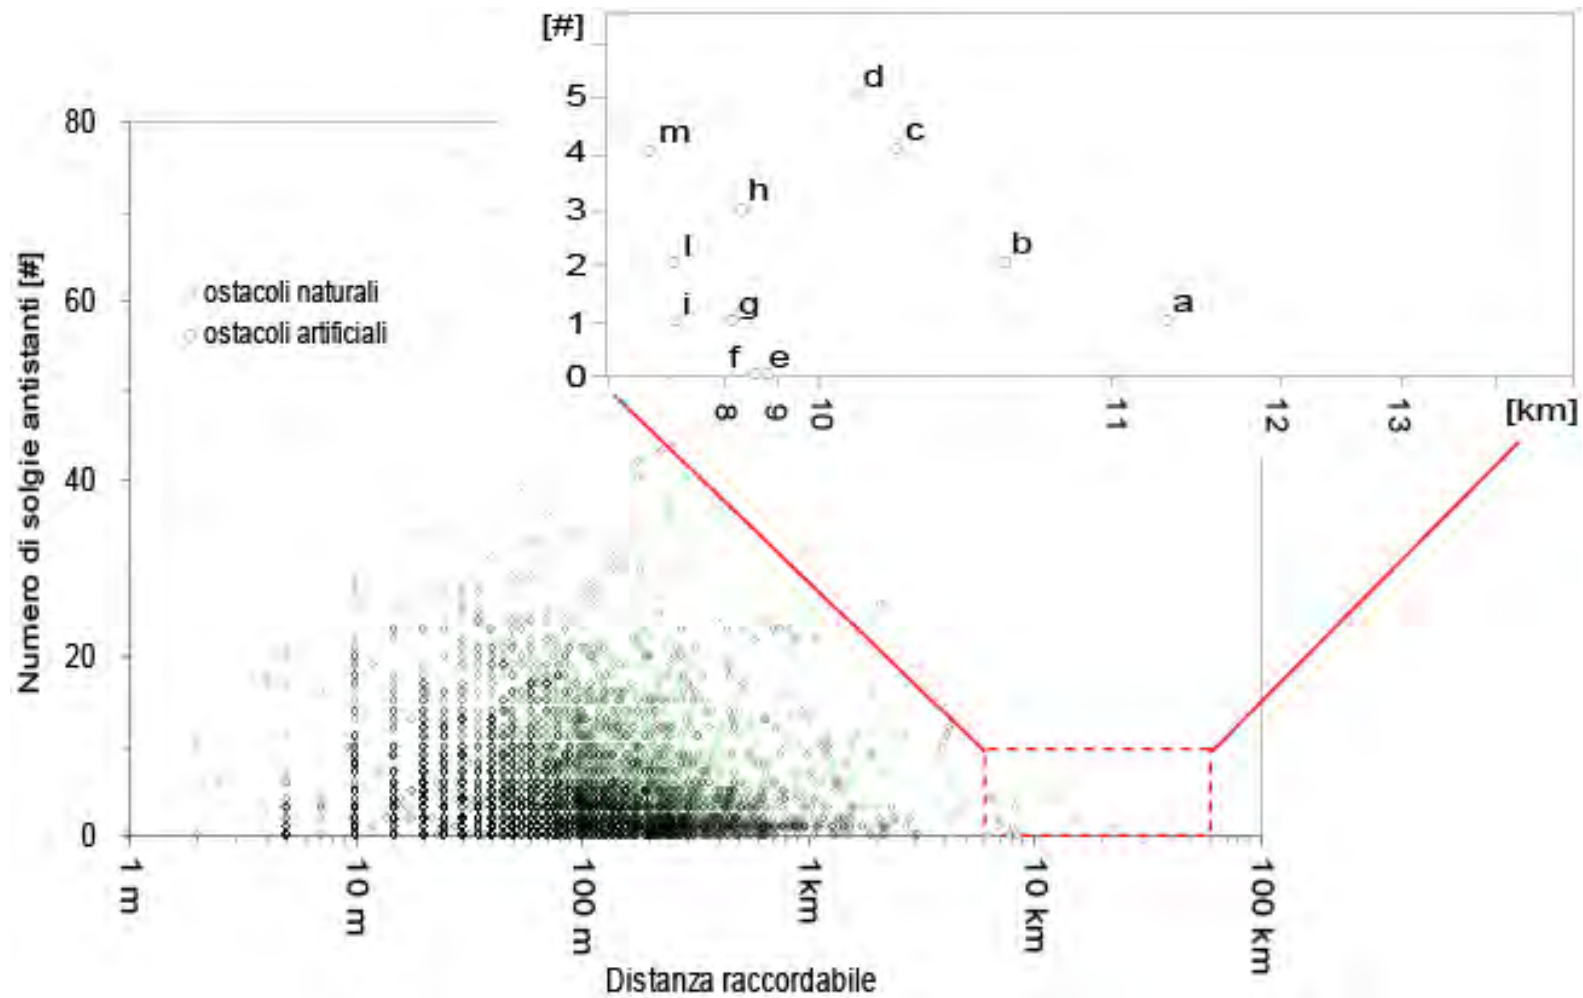 [#]
d
5
80
c
m
4
h
3
b
l
2
a
i
g
1
f
e
0
8
9
10
11
12
13
[km]
Numero di solgie antistanti [#]
ostacoli naturali
60
ostacoli artificiali
40
20
0
1 m
10 m
100 m
1km
10 km
100 km
Distanza raccordabile